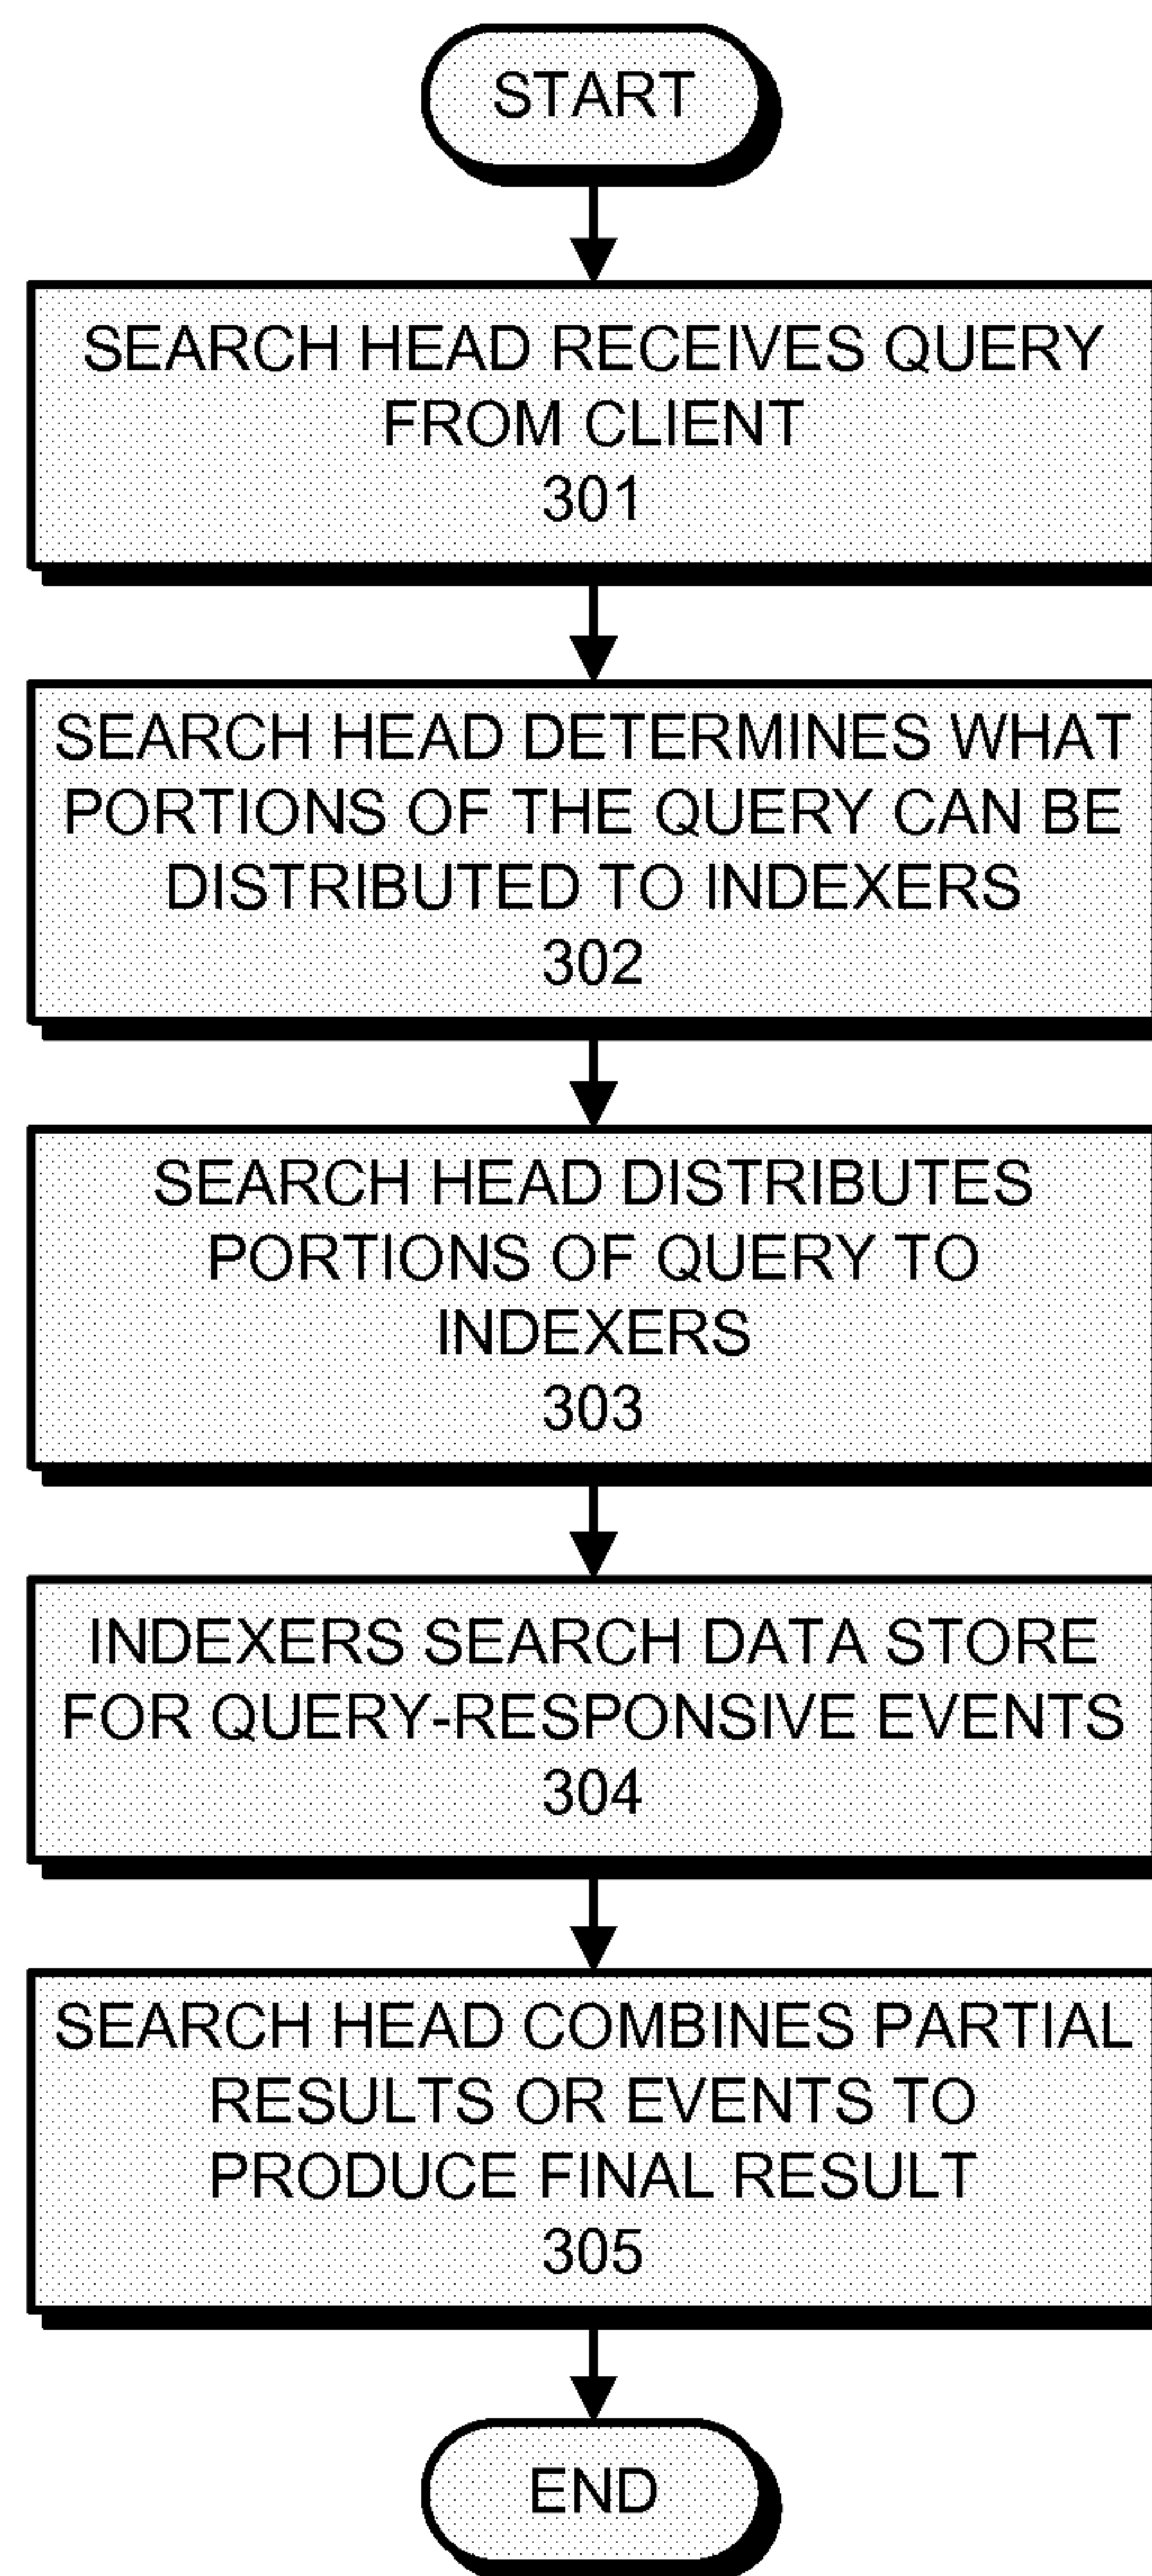 START
SEARCH HEAD RECEIVES QUERY
FROM CLIENT
301
SEARCH HEAD DETERMINES WHAT
PORTIONS OF THE QUERY CAN BE
DISTRIBUTED TO INDEXERS
302
SEARCH HEAD DISTRIBUTES
PORTIONS OF QUERY TO
INDEXERS
303
INDEXERS SEARCH DATA STORE
FOR QUERY-RESPONSIVE EVENTS
304
SEARCH HEAD COMBINES PARTIAL
RESULTS OR EVENTS TO
PRODUCE FINAL RESULT
305
END